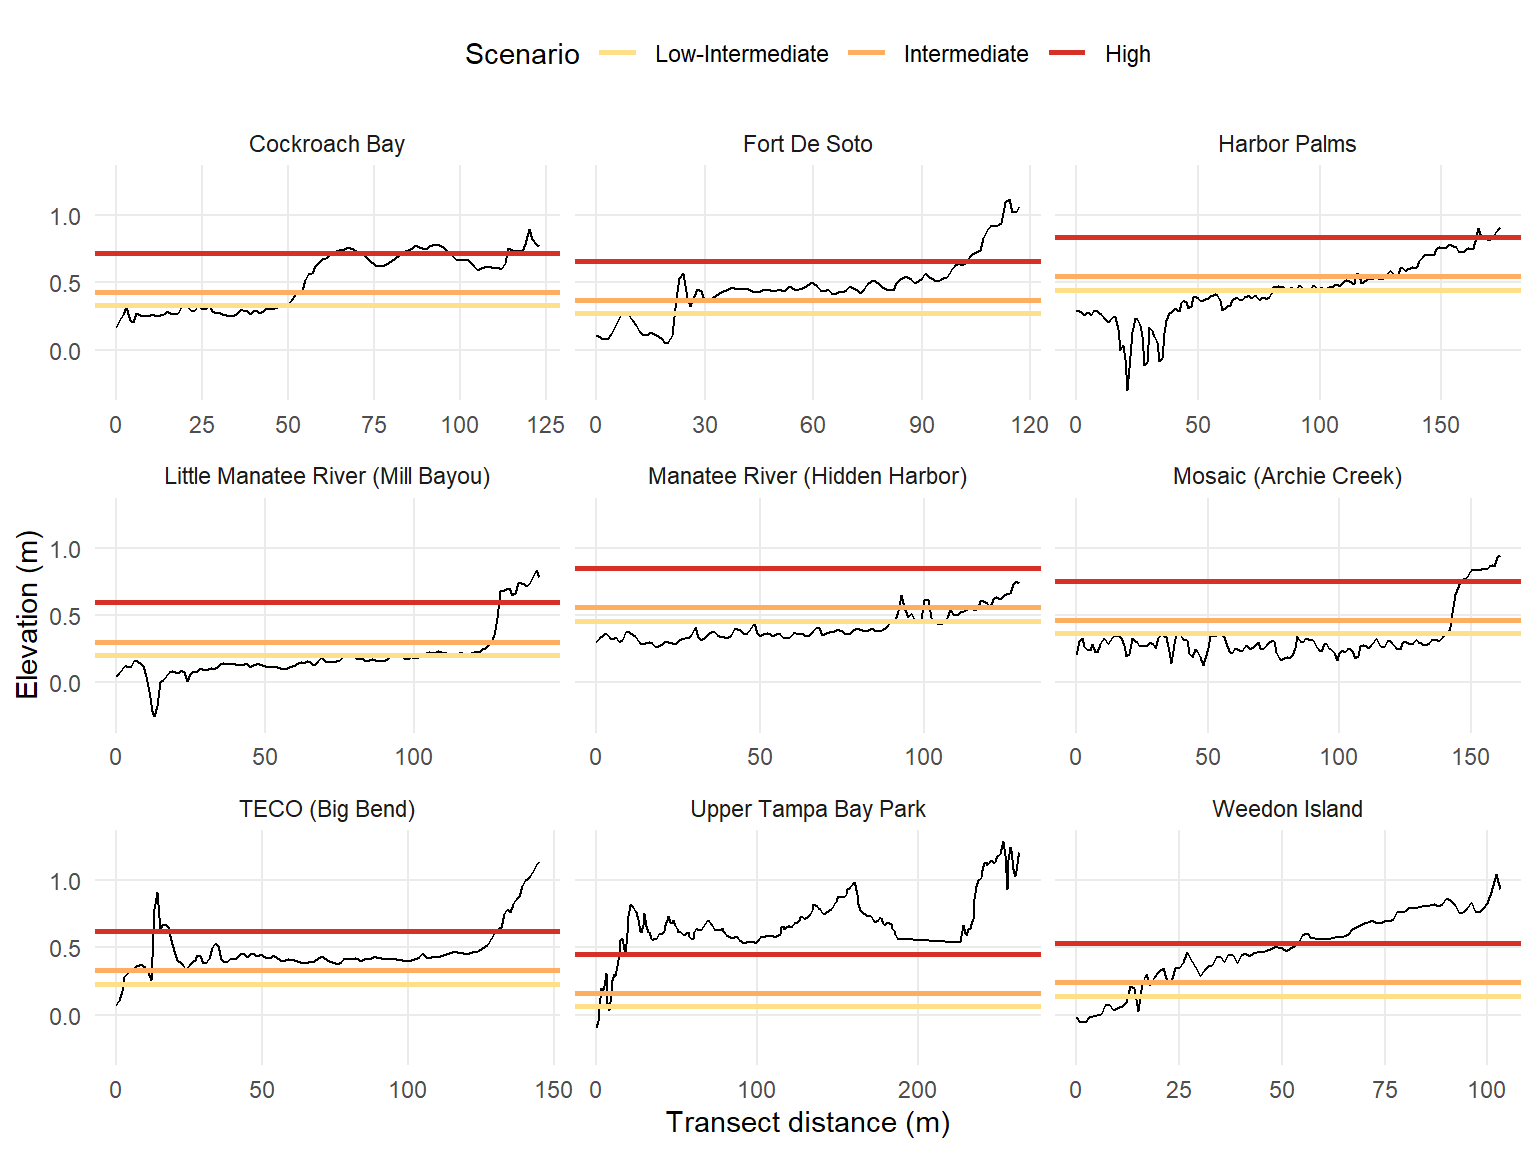 Scenario Low-Intermediate Intermediate High
Cockroach Bay Fort De Soto Harbor Palms
1.0
0.5
0.0
0 25 50 75 100 125 0 30 60 90 120 0 50 100 150
Little Manatee River (Mill Bayou) Manatee River (Hidden Harbor) Mosaic (Archie Creek)
Elevation (m)
1.0
0.5
0.0
0 50 100 0 50 100 0 50 100 150
TECO (Big Bend) Upper Tampa Bay Park Weedon Island
1.0
0.5
0.0
0 50 100 150 0 100 200 0 25 50 75 100
Transect distance (m)